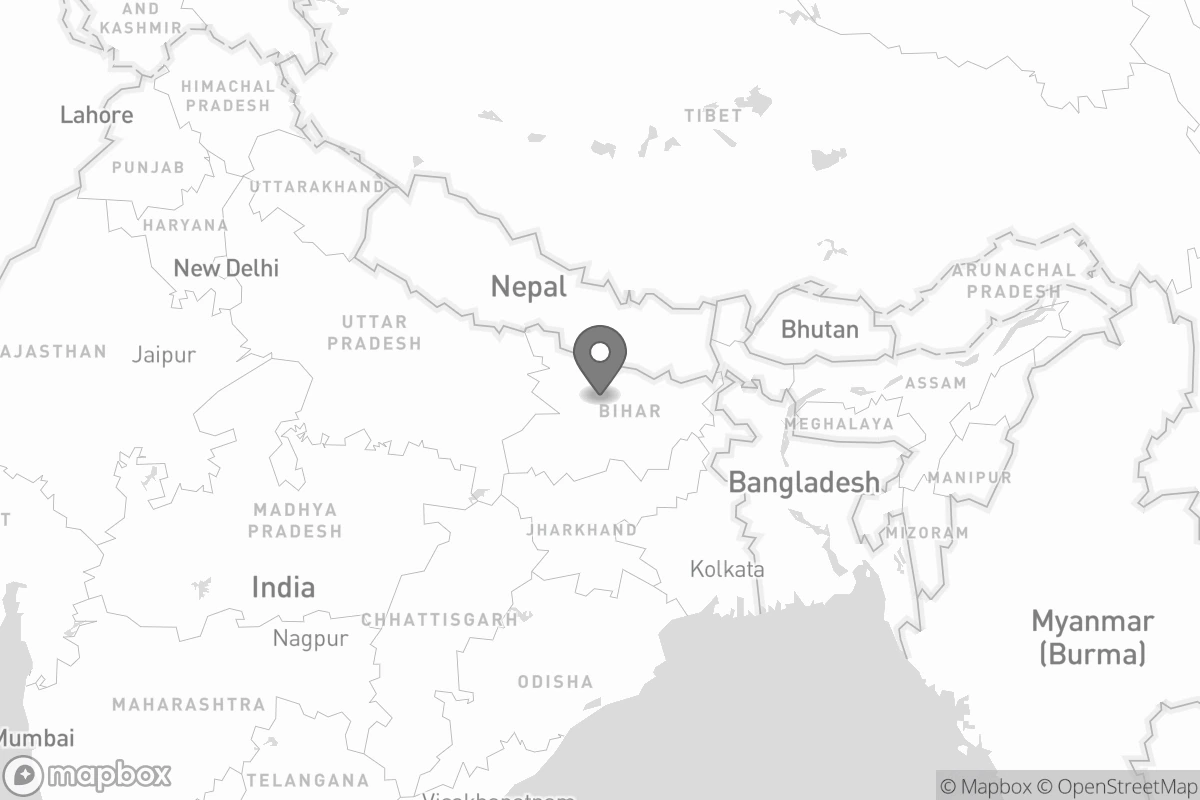 AND
KASHMIR
HIMACHAL
PRADESH
Lahore
TIBET
PUNJAB
UTTARAKHAND
HARYANA
New Delhi
ARUNACHAL
PRADESH
Nepal
UTTAR
PRADESH
Bhutan
AJASTHAN
Jaipur
ASSAM
BIHAR
MEGHALAYA
Bangladesh
MANIPUR
MADHYA
PRADESH
T
JHARKHAND
MIZORAM
Kolkata
India
CHHATTISGARH
Nagpur
Myanmar
(Burma)
ODISHA
MAHARASHTRA
Mumbai
mapbox
TELANGANA
© Mapbox © OpenStreetMap